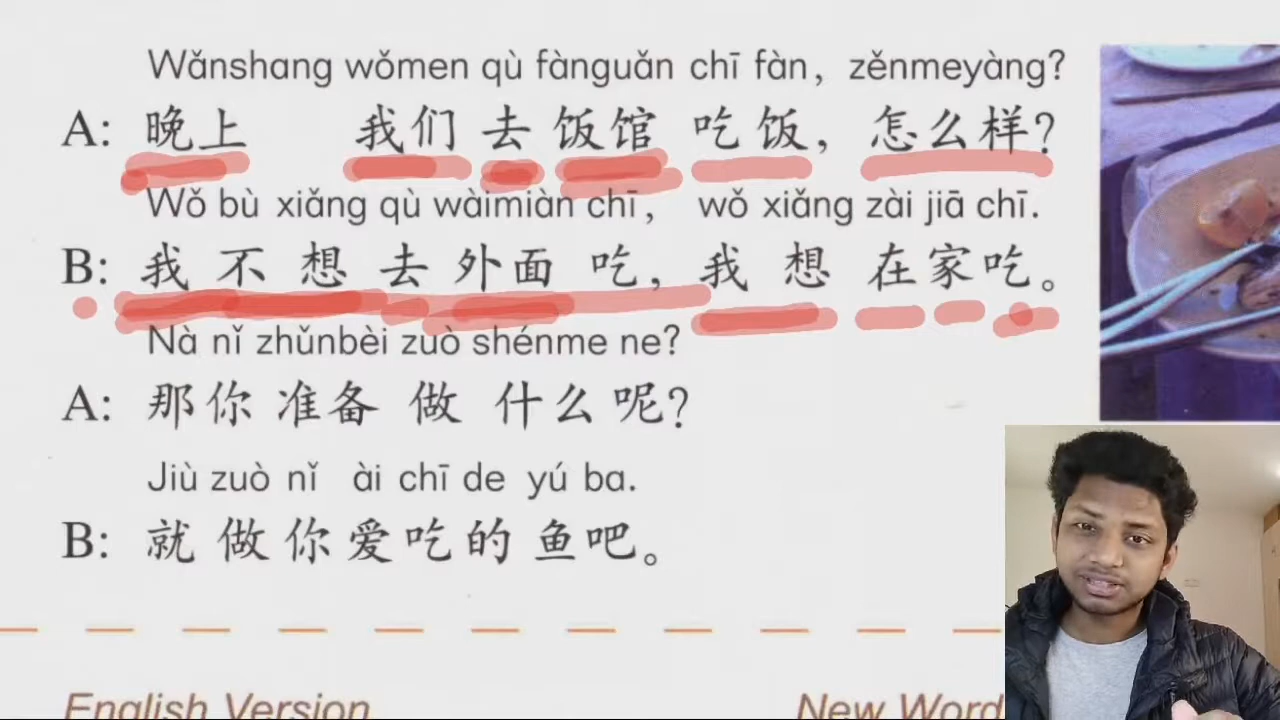 Wǎnshang wǒmen qù fànguǎn chī fàn, zěnmeyàng?
A: 晚上 我们 去 饭馆 吃 饭, 怎么样?
Wǒ bù xiǎng qù wàimiàn chī, wǒ xiǎng zài jiā chī.
B: 我 不 想 去 外面 吃, 我 想 在 家 吃。
Nà nǐ zhǔnbèi zuò shénme ne?
A: 那 你 准备 做 什么 呢?
Jiù zuò nǐ ài chī de yú ba.
B: 就 做 你 爱 吃 的 鱼 吧。
English Version
New Word